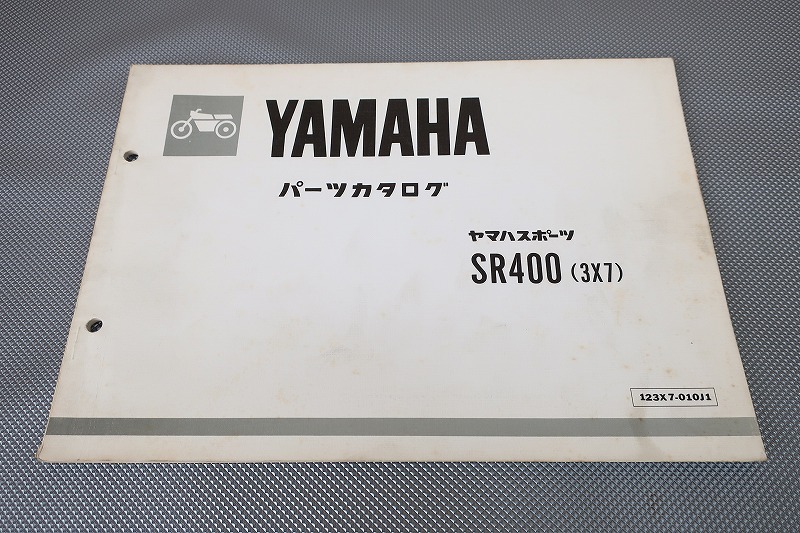 YAMAHA
パーツカタログ
ヤマハスポーツ
SR400 (3X7)
123X7-010J1